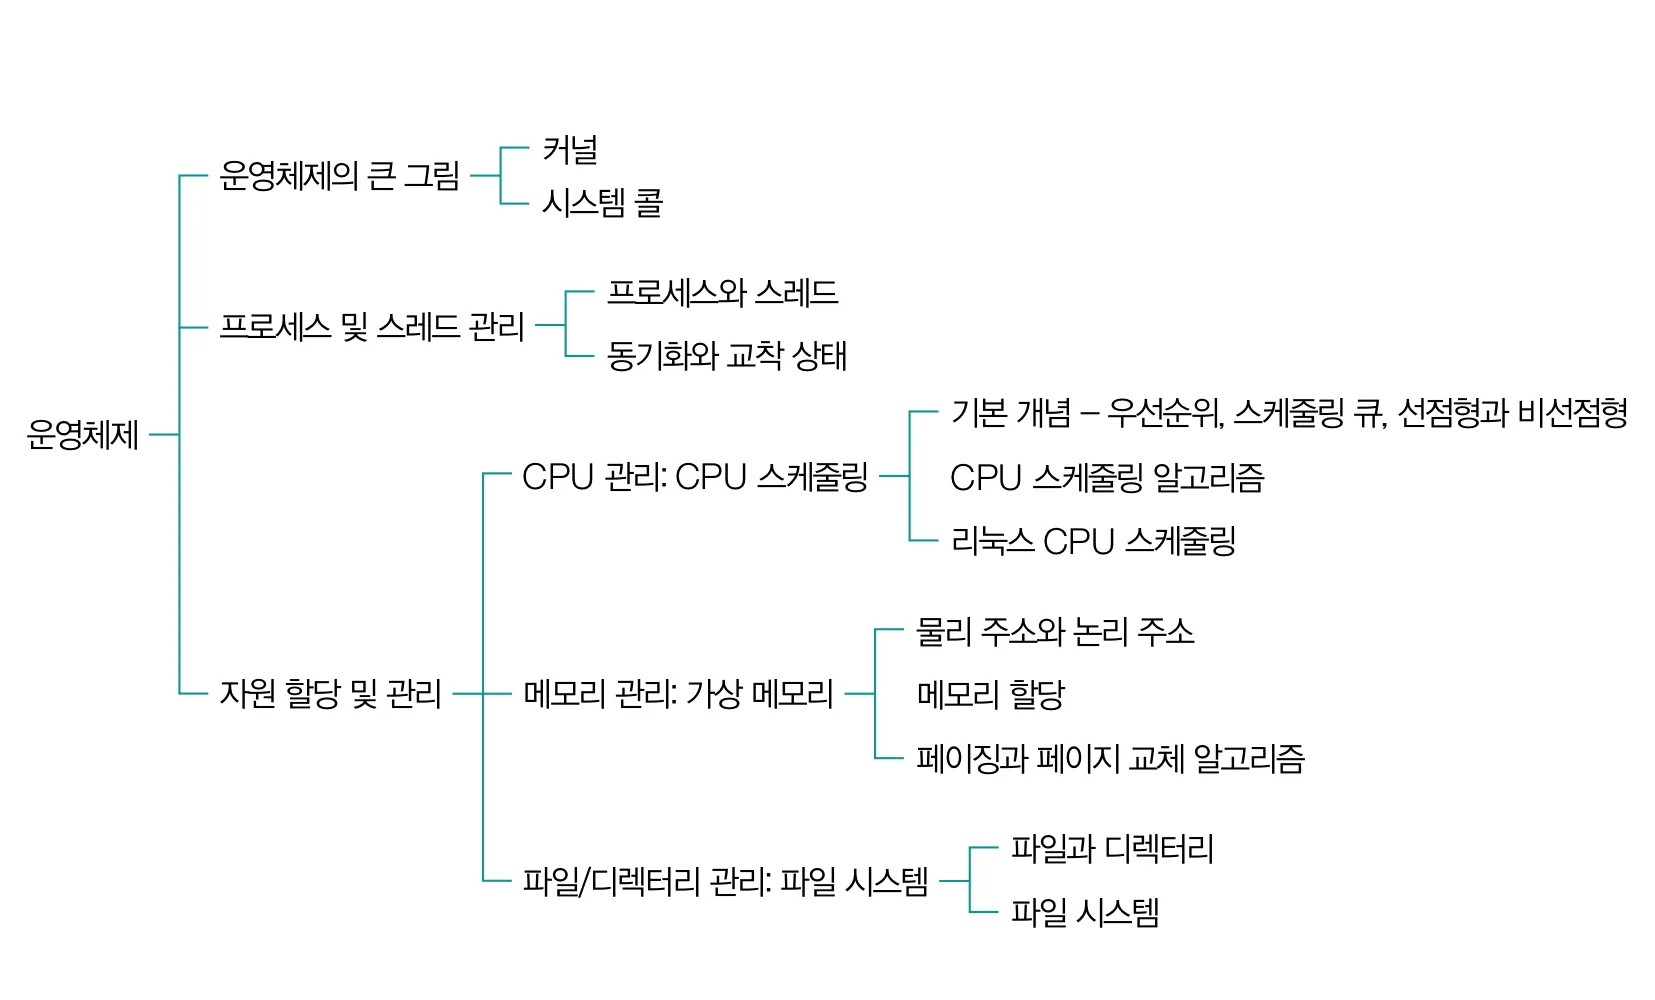 운영체제
운영체제의 큰 그림
커널
시스템 콜
프로세스 및 스레드 관리
프로세스와 스레드
동기화와 교착 상태
자원 할당 및 관리
CPU 관리: CPU 스케줄링
기본 개념 – 우선순위, 스케줄링 큐, 선점형과 비선점형
CPU 스케줄링 알고리즘
리눅스 CPU 스케줄링
메모리 관리: 가상 메모리
물리 주소와 논리 주소
메모리 할당
페이징과 페이지 교체 알고리즘
파일/디렉터리 관리: 파일 시스템
파일과 디렉터리
파일 시스템